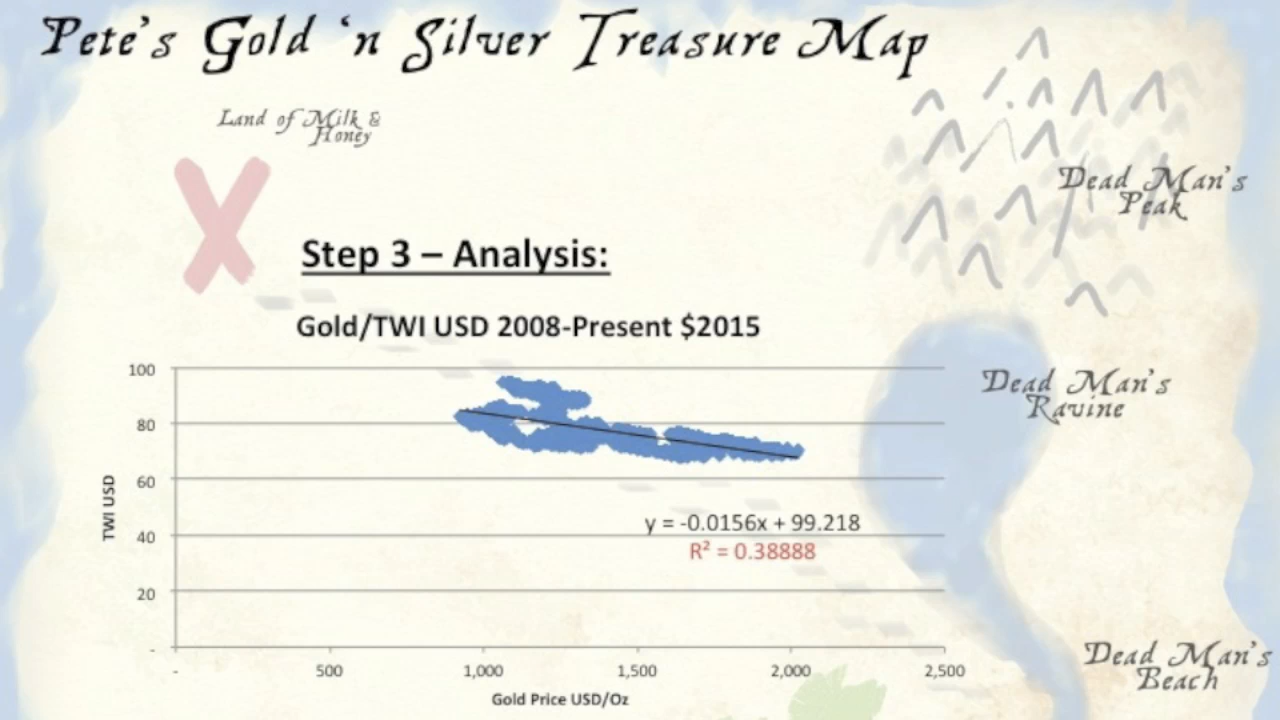 Pete's Gold 'n Silver Treasure Map
Land of Milk &
Honey
Dead Man's
Peak
Step 3 – Analysis:
Gold/TWI USD 2008-Present $2015
Dead Man's
Ravine
100
80
60
40
20
-
TWI USD
y = -0.0156x + 99.218
R² = 0.38888
- 500 1,000 1,500 2,000 2,500
Gold Price USD/Oz
Dead Man's
Beach